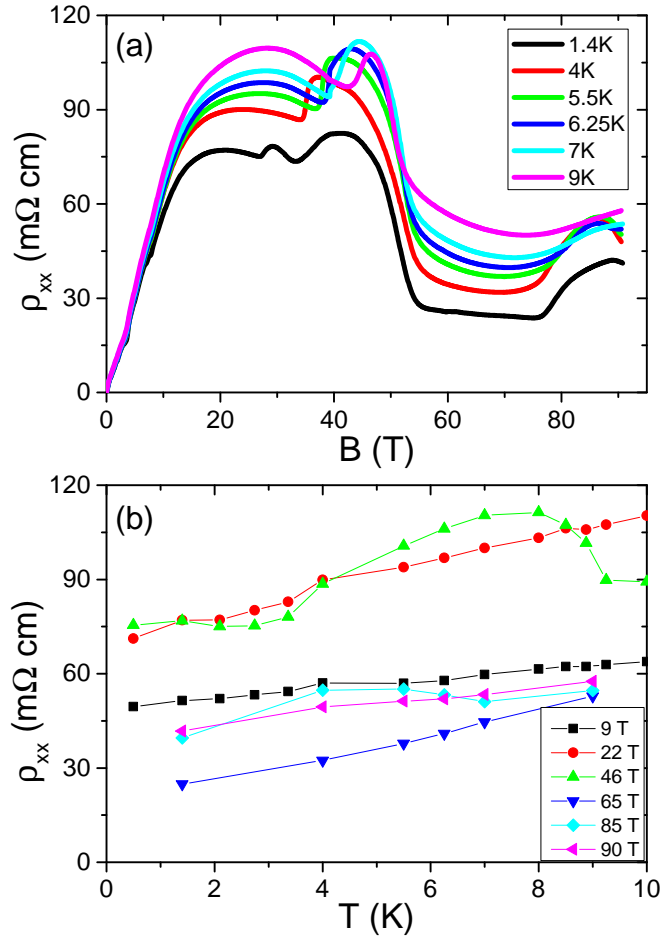 (a)
1.4K
4K
5.5K
6.25K
7K
9K
120
90
60
30
0
ρxx (mΩ cm)
0 20 40 60 80
B (T)
(b)
120
90
60
30
0
ρxx (mΩ cm)
9 T
22 T
46 T
65 T
85 T
90 T
0 2 4 6 8 10
T (K)